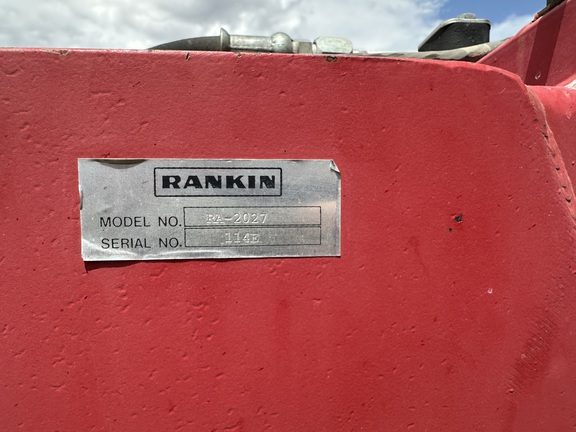 RANKIN
MODEL NO. RA-2027
SERIAL NO. 114E